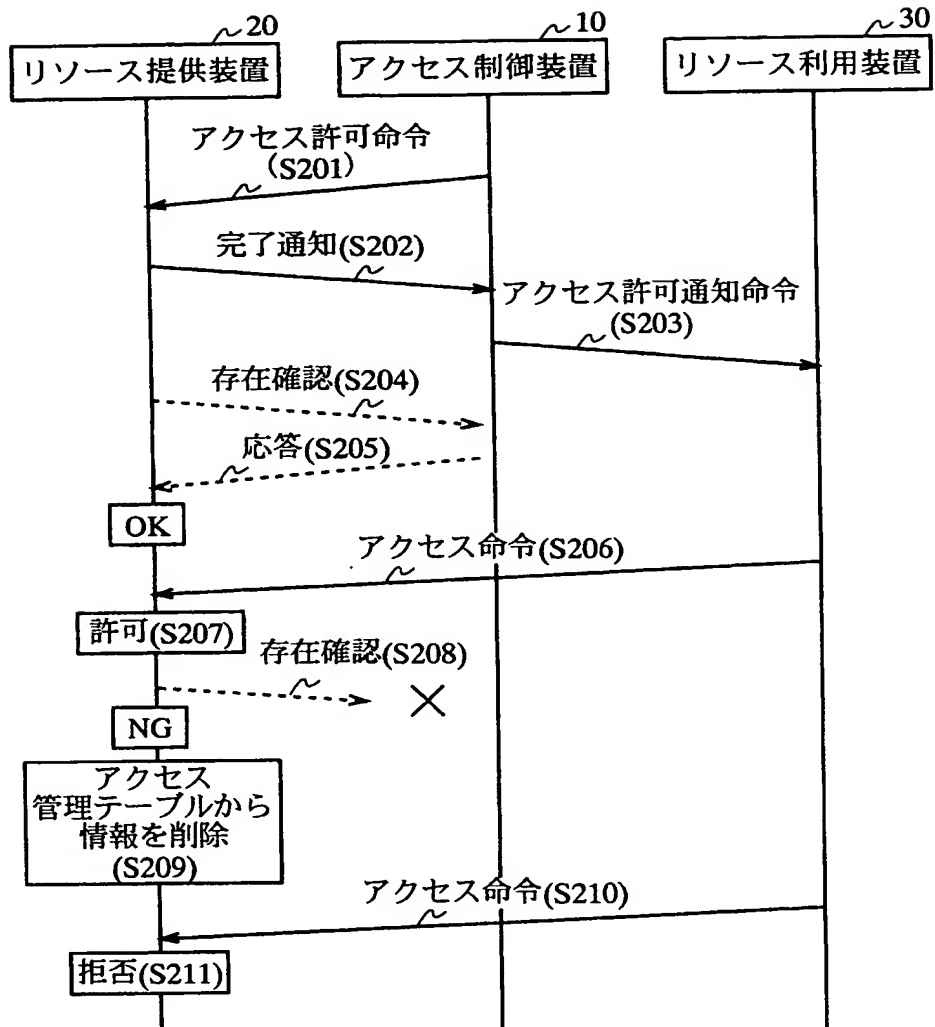 20
10
30
リソース提供装置
アクセス制御装置
リソース利用装置
アクセス許可命令
(S201)
完了通知(S202)
アクセス許可通知命令
(S203)
存在確認(S204)
応答(S205)
OK
アクセス命令(S206)
許可(S207)
存在確認(S208)
NG
アクセス
管理テーブルから
情報を削除
(S209)
アクセス命令(S210)
拒否(S211)